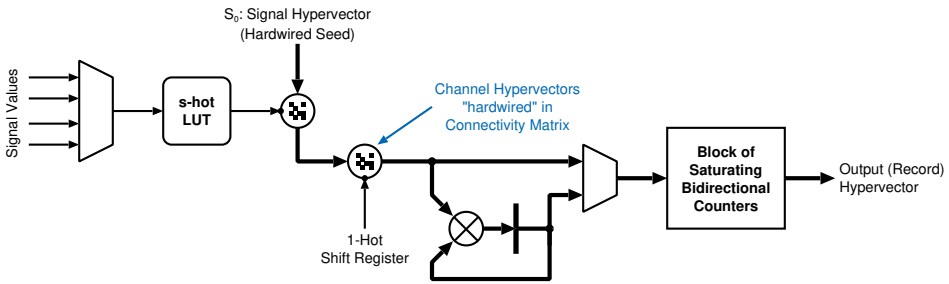 S₀: Signal Hypervector
(Hardwired Seed)
Signal Values
s-hot
LUT
Channel Hypervectors
"hardwired" in
Connectivity Matrix
1-Hot
Shift Register
Block of
Saturating
Bidirectional
Counters
Output (Record)
Hypervector